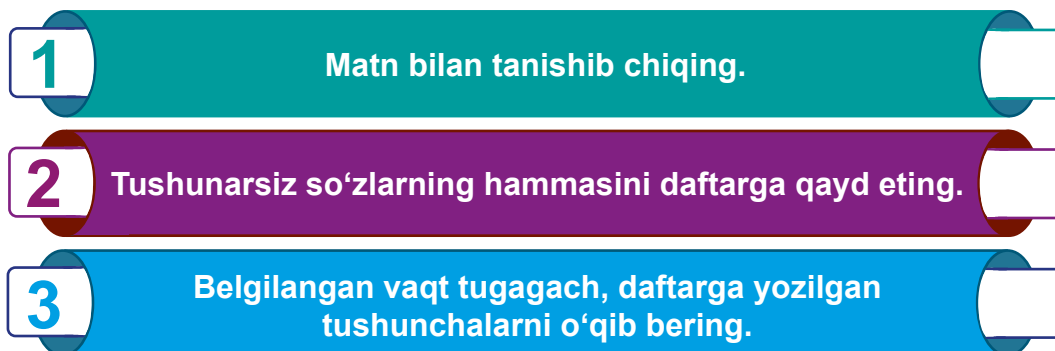 1
Matn bilan tanishib chiqing.
2
Tushunarsiz so‘zlarning hammasini daftarga qayd eting.
3
Belgilangan vaqt tugagach, daftarga yozilgan
tushunchalarni o‘qib bering.